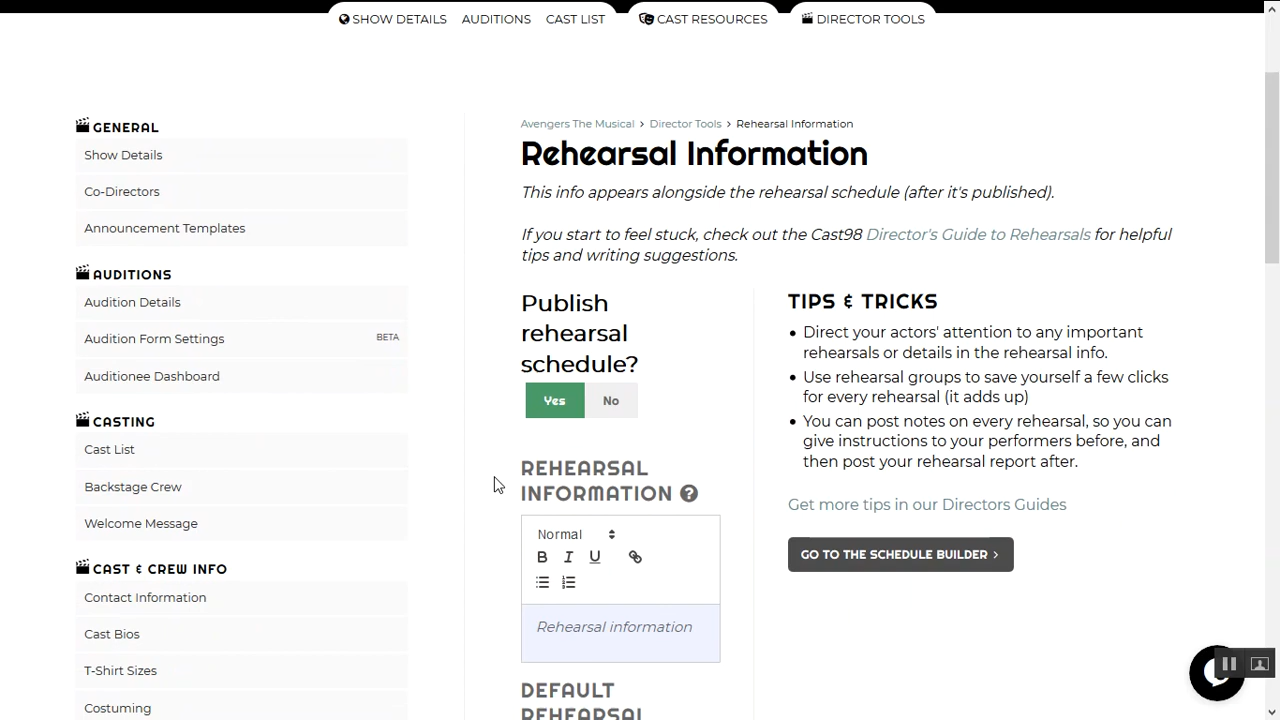 SHOW DETAILS AUDITIONS CAST LIST CAST RESOURCES DIRECTOR TOOLS
GENERAL
Show Details
Co-Directors
Announcement Templates
AUDITIONS
Audition Details
Audition Form Settings BETA
Auditionee Dashboard
CASTING
Cast List
Backstage Crew
Welcome Message
CAST & CREW INFO
Contact Information
Cast Bios
T-Shirt Sizes
Costuming
Avengers The Musical › Director Tools › Rehearsal Information
Rehearsal Information
This info appears alongside the rehearsal schedule (after it's published).
If you start to feel stuck, check out the Cast98 Director's Guide to Rehearsals for helpful
tips and writing suggestions.
Publish
rehearsal
schedule?
Yes No
REHEARSAL
INFORMATION ?
Normal
B I U
Rehearsal information
DEFAULT
REHEARSAL
TIPS & TRICKS
• Direct your actors' attention to any important
rehearsals or details in the rehearsal info.
• Use rehearsal groups to save yourself a few clicks
for every rehearsal (it adds up)
• You can post notes on every rehearsal, so you can
give instructions to your performers before, and
then post your rehearsal report after.
Get more tips in our Directors Guides
GO TO THE SCHEDULE BUILDER ›